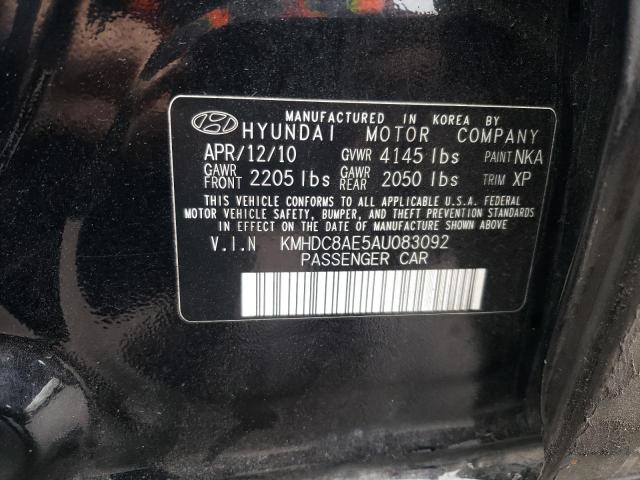 MANUFACTURED IN KOREA BY
HYUNDAI MOTOR COMPANY
APR/12/10 GVWR 4145 lbs PAINT NKA
GAWR FRONT 2205 lbs GAWR REAR 2050 lbs TRIM XP
THIS VEHICLE CONFORMS TO ALL APPLICABLE U.S.A. FEDERAL
MOTOR VEHICLE SAFETY, BUMPER, AND THEFT PREVENTION STANDARDS
IN EFFECT ON THE DATE OF MANUFACTURE SHOWN ABOVE.
V.I.N KMHDC8AE5AU083092
PASSENGER CAR